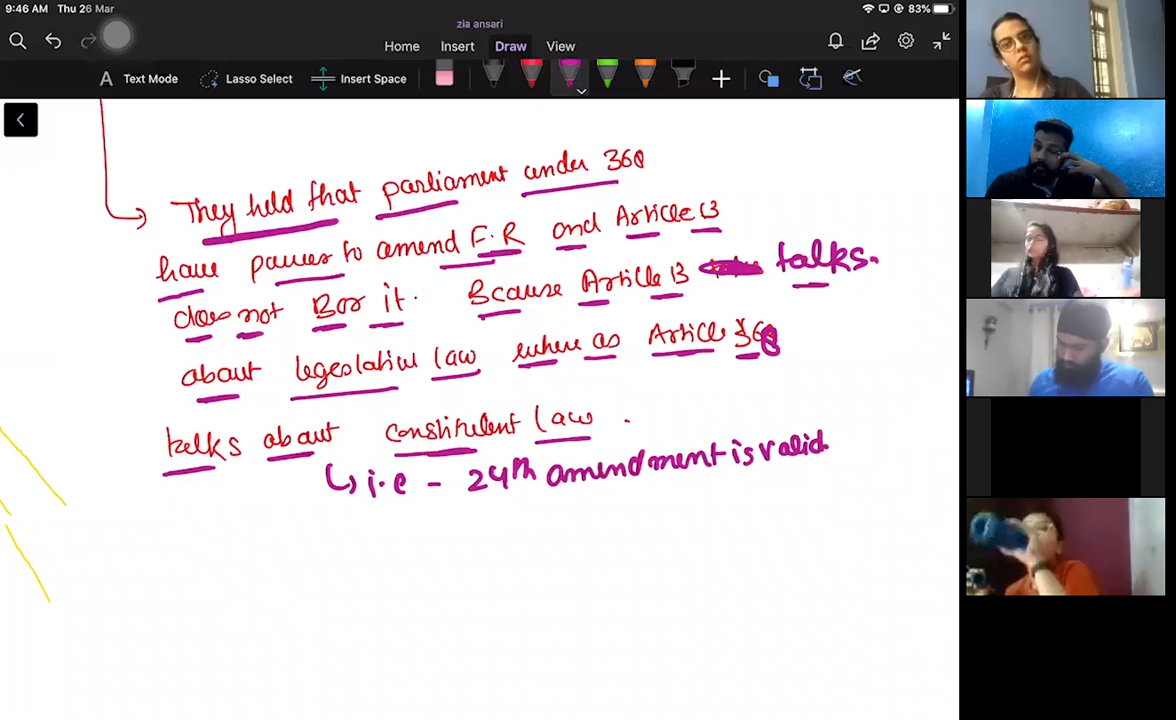 9:46 AM Thu 26 Mar
83%
zia ansari
Home Insert Draw View
Text Mode Lasso Select Insert Space
They held that parliament under 368
have powers to amend F.R and Article 13
does not Bar it. Bcause Article 13 talks.
about legeslative law where as Article 368
talks about constituent law.
i.e - 24th amendment is valid